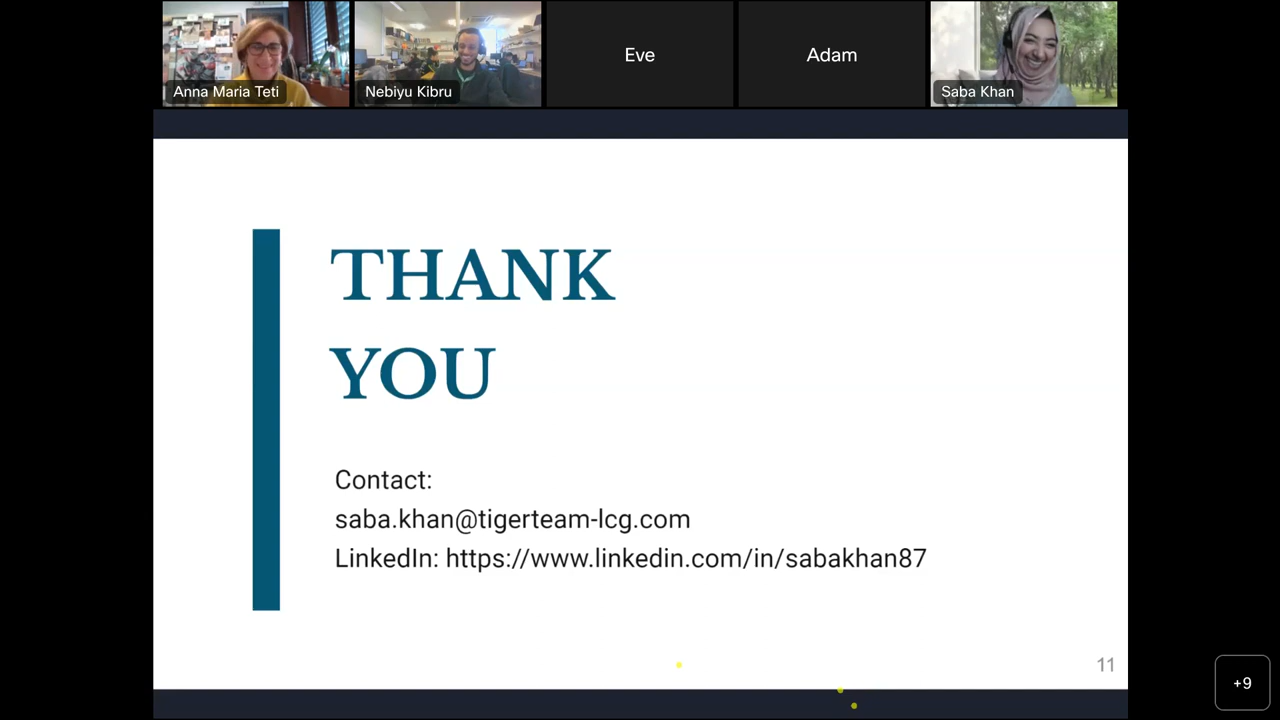 Anna Maria Teti
Nebiyu Kibru
Eve
Adam
Saba Khan
THANK
YOU
Contact:
saba.khan@tigerteam-lcg.com
LinkedIn: https://www.linkedin.com/in/sabakhan87
11
+9